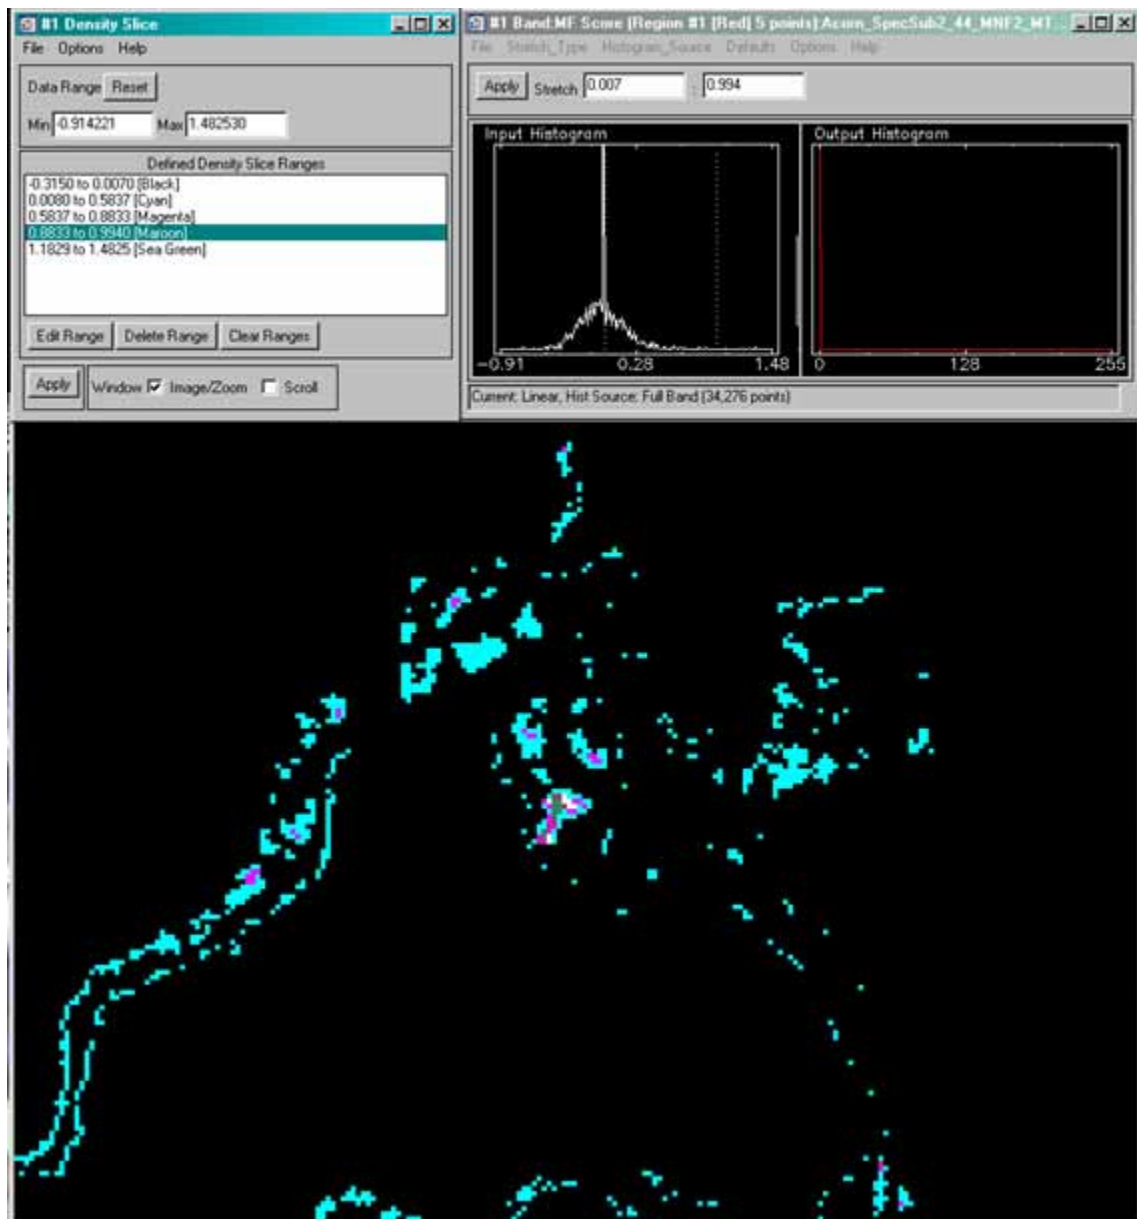 #1 Density Slice
File Options Help
Data Range Reset
Min -0.914221 Max 1.482530
Defined Density Slice Ranges
-0.3150 to 0.0070 [Black]
0.0080 to 0.5837 [Cyan]
0.5837 to 0.8833 [Magenta]
0.8833 to 0.9940 [Maroon]
1.1829 to 1.4825 [Sea Green]
Edit Range Delete Range Clear Ranges
Apply Window Image/Zoom Scroll
#1 Band:MF Score (Region #1 [Red] 5 points):Acorn_SpecSub2_44_MNF2_MT...
File Stretch_Type Histogram_Source Defaults Options Help
Apply Stretch 0.007 : 0.994
Input Histogram Output Histogram
-0.91 0.28 1.48 0 128 255
Current: Linear, Hist Source: Full Band (34,276 points)